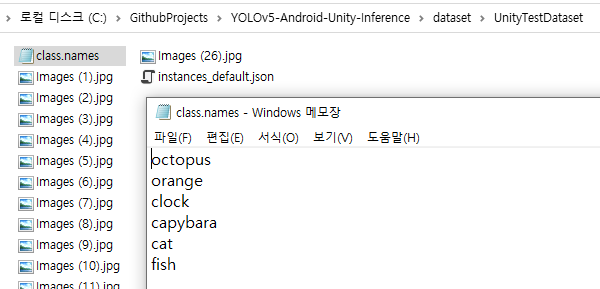 로컬 디스크 (C:) > GithubProjects > YOLOv5-Android-Unity-Inference > dataset > UnityTestDataset
class.names
Images (1).jpg
Images (2).jpg
Images (3).jpg
Images (4).jpg
Images (5).jpg
Images (6).jpg
Images (7).jpg
Images (8).jpg
Images (9).jpg
Images (10).jpg
Images (11).jpg
Images (26).jpg
instances_default.json
class.names - Windows 메모장
파일(F) 편집(E) 서식(O) 보기(V) 도움말(H)
octopus
orange
clock
capybara
cat
fish